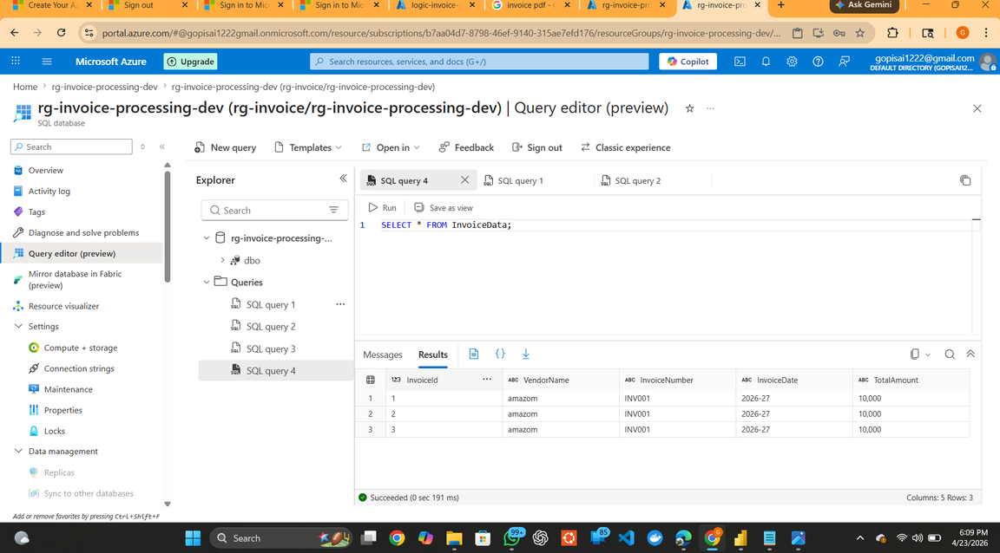 Create Your A:
Sign out
Sign in to Mi
Sign in to Mi
logic-invoice-
invoice pdf - G
rg-invoice-pro
rg-invoice-pro
Ask Gemini
portal.azure.com/#@gopisai1222gmail.onmicrosoft.com/resource/subscriptions/b7aa04d7-8798-46ef-9140-315ae7efd176/resourceGroups/rg-invoice-processing-dev/...
G
Microsoft Azure
Upgrade
Search resources, services, and docs (G+/)
Copilot
gopisai1222@gmail.com
DEFAULT DIRECTORY (GOPISAI12...
Home > rg-invoice-processing-dev > rg-invoice-processing-dev (rg-invoice/rg-invoice-processing-dev)
rg-invoice-processing-dev (rg-invoice/rg-invoice-processing-dev) | Query editor (preview)
SQL database
Search
New query
Templates
Open in
Feedback
Sign out
Classic experience
Overview
Activity log
Tags
Diagnose and solve problems
Query editor (preview)
Mirror database in Fabric
(preview)
Resource visualizer
Settings
Compute + storage
Connection strings
Maintenance
Properties
Locks
Data management
Replicas
Sync to other databases
Add or remove favorites by pressing Ctrl+Shift+F
Explorer
Search
rg-invoice-processing-...
dbo
Queries
SQL query 1
SQL query 2
SQL query 3
SQL query 4
SQL query 4
SQL query 1
SQL query 2
Run
Save as view
1 SELECT * FROM InvoiceData;
Messages
Results
123 InvoiceId ABC VendorName ABC InvoiceNumber ABC InvoiceDate ABC TotalAmount
1 1 amazom INV001 2026-27 10,000
2 2 amazom INV001 2026-27 10,000
3 3 amazom INV001 2026-27 10,000
Succeeded (0 sec 191 ms)
Columns: 5 Rows: 3
Search
99+
85
6:09 PM
4/23/2026